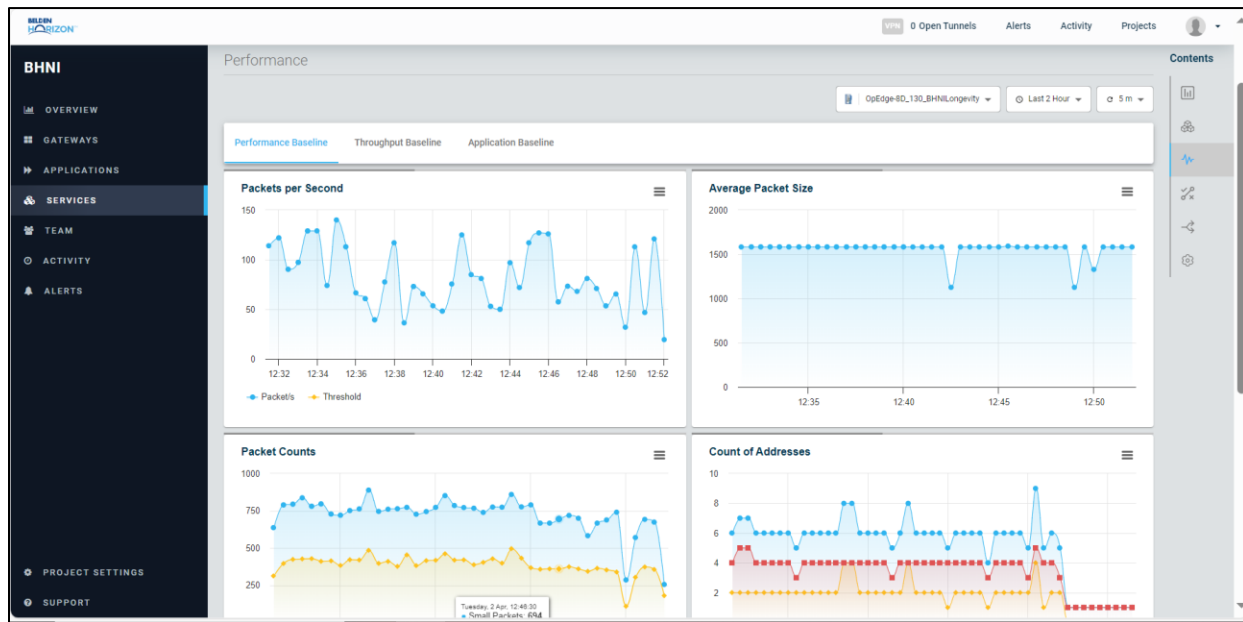 BELDEN
HORIZON
VPN 0 Open Tunnels Alerts Activity Projects
BHNI
OVERVIEW
GATEWAYS
APPLICATIONS
SERVICES
TEAM
ACTIVITY
ALERTS
PROJECT SETTINGS
SUPPORT
Performance
Contents
OpEdge-8D_130_BHNILongevity
Last 2 Hour
5 m
Performance Baseline Throughput Baseline Application Baseline
Packets per Second
150
100
50
0
12:32 12:34 12:36 12:38 12:40 12:42 12:44 12:46 12:48 12:50 12:52
Packet/s Threshold
Average Packet Size
2000
1500
1000
500
0
12:35 12:40 12:45 12:50
Packet Counts
1000
750
500
250
Tuesday, 2 Apr, 12:46:30
Small Packets: 694
Count of Addresses
10
8
6
4
2